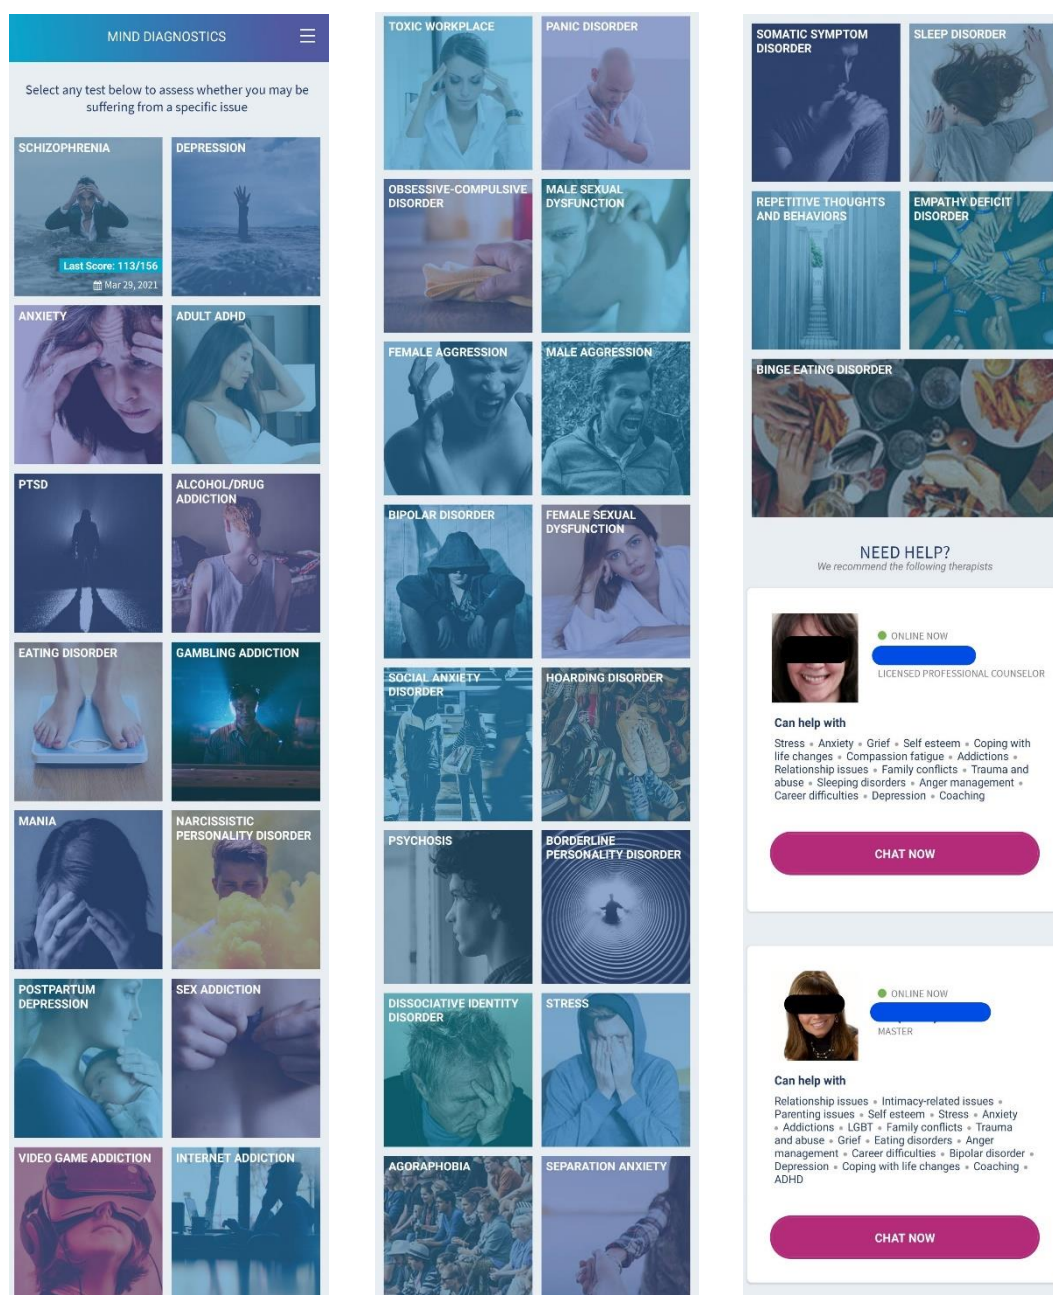 MIND DIAGNOSTICS
Select any test below to assess whether you may be
suffering from a specific issue
SCHIZOPHRENIA
Last Score: 113/156
Mar 29, 2021
DEPRESSION
ANXIETY
ADULT ADHD
PTSD
ALCOHOL/DRUG
ADDICTION
EATING DISORDER
GAMBLING ADDICTION
MANIA
NARCISSISTIC
PERSONALITY DISORDER
POSTPARTUM
DEPRESSION
SEX ADDICTION
VIDEO GAME ADDICTION
INTERNET ADDICTION
TOXIC WORKPLACE
PANIC DISORDER
OBSESSIVE-COMPULSIVE
DISORDER
MALE SEXUAL
DYSFUNCTION
FEMALE AGGRESSION
MALE AGGRESSION
BIPOLAR DISORDER
FEMALE SEXUAL
DYSFUNCTION
SOCIAL ANXIETY
DISORDER
HOARDING DISORDER
PSYCHOSIS
BORDERLINE
PERSONALITY DISORDER
DISSOCIATIVE IDENTITY
DISORDER
STRESS
AGORAPHOBIA
SEPARATION ANXIETY
SOMATIC SYMPTOM
DISORDER
SLEEP DISORDER
REPETITIVE THOUGHTS
AND BEHAVIORS
EMPATHY DEFICIT
DISORDER
BINGE EATING DISORDER
NEED HELP?
We recommend the following therapists
ONLINE NOW
LICENSED PROFESSIONAL COUNSELOR
Can help with
Stress • Anxiety • Grief • Self esteem • Coping with
life changes • Compassion fatigue • Addictions •
Relationship issues • Family conflicts • Trauma and
abuse • Sleeping disorders • Anger management •
Career difficulties • Depression • Coaching
CHAT NOW
ONLINE NOW
MASTER
Can help with
Relationship issues • Intimacy-related issues •
Parenting issues • Self esteem • Stress • Anxiety
• Addictions • LGBT • Family conflicts • Trauma
and abuse • Grief • Eating disorders • Anger
management • Career difficulties • Bipolar disorder •
Depression • Coping with life changes • Coaching •
ADHD
CHAT NOW